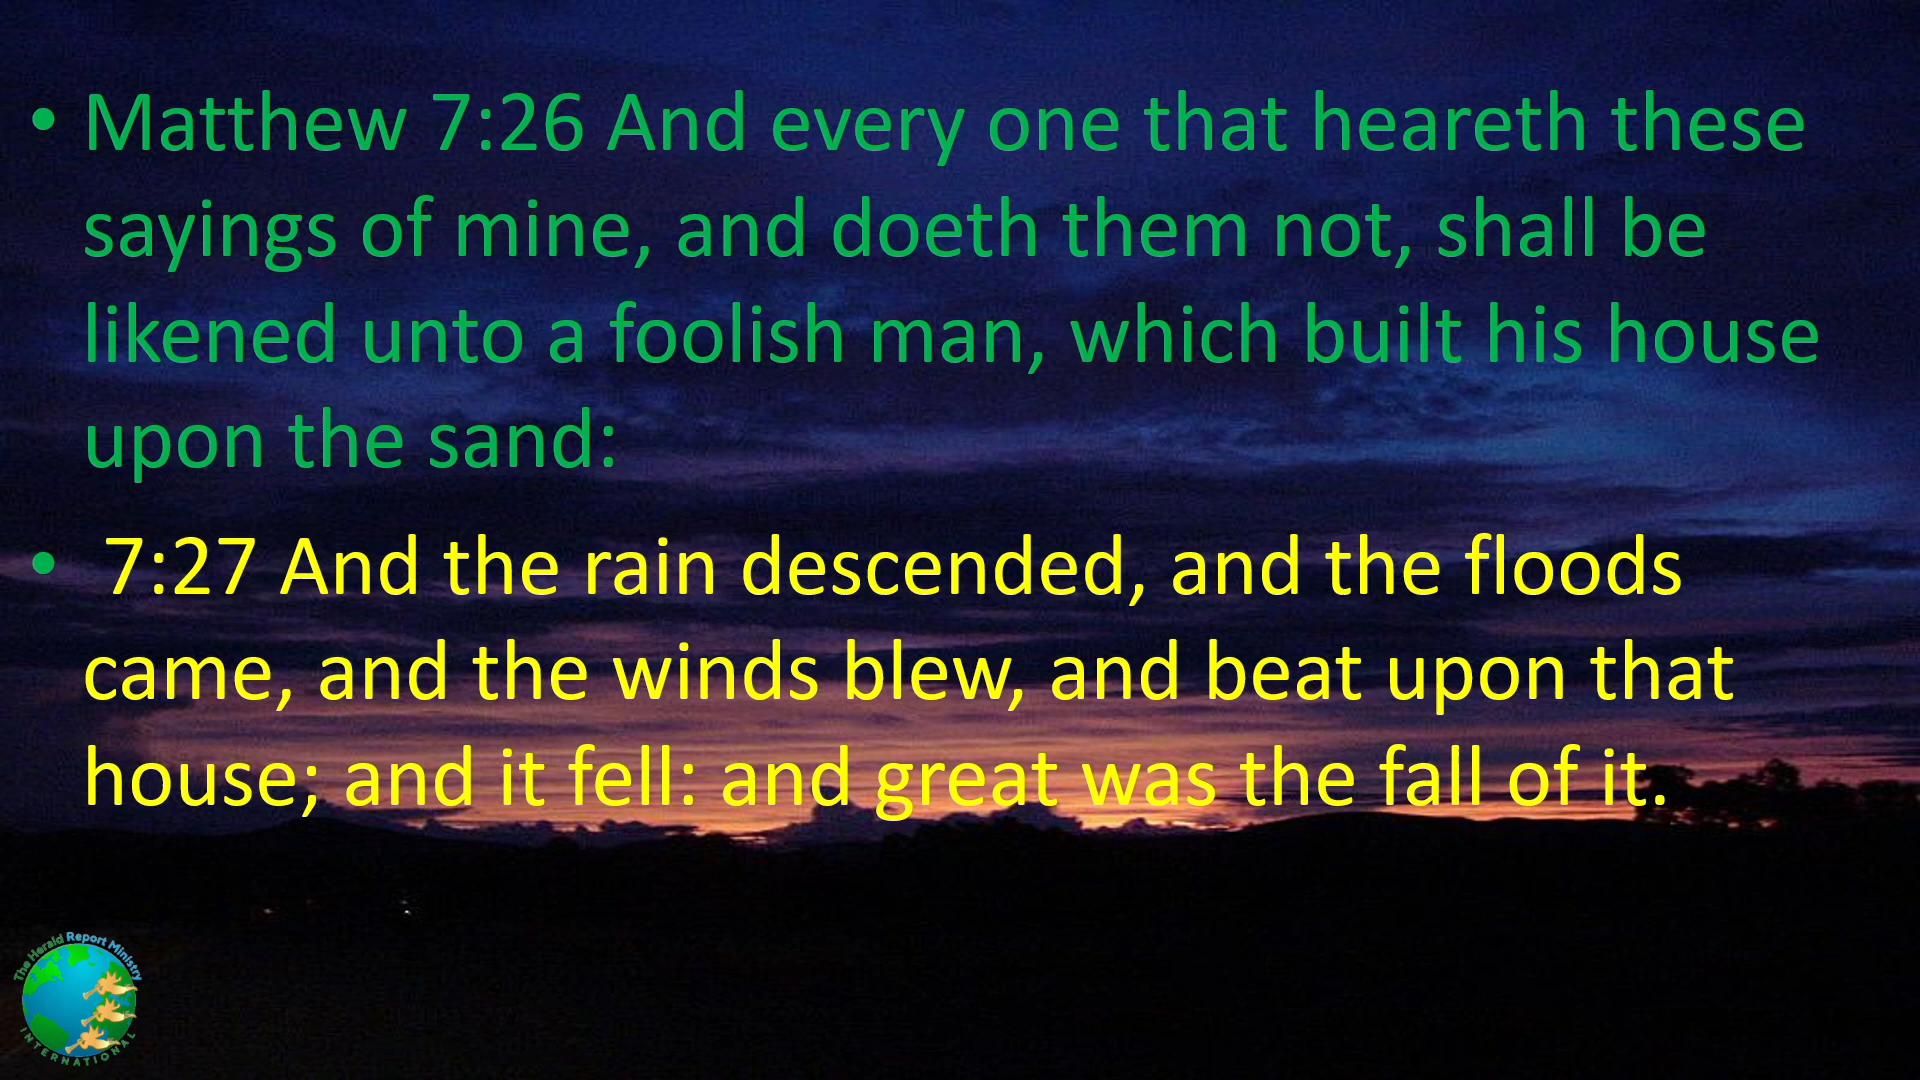 • Matthew 7:26 And every one that heareth these
sayings of mine, and doeth them not, shall be
likened unto a foolish man, which built his house
upon the sand:
• 7:27 And the rain descended, and the floods
came, and the winds blew, and beat upon that
house; and it fell: and great was the fall of it.
The Herald Report Ministry
INTERNATIONAL